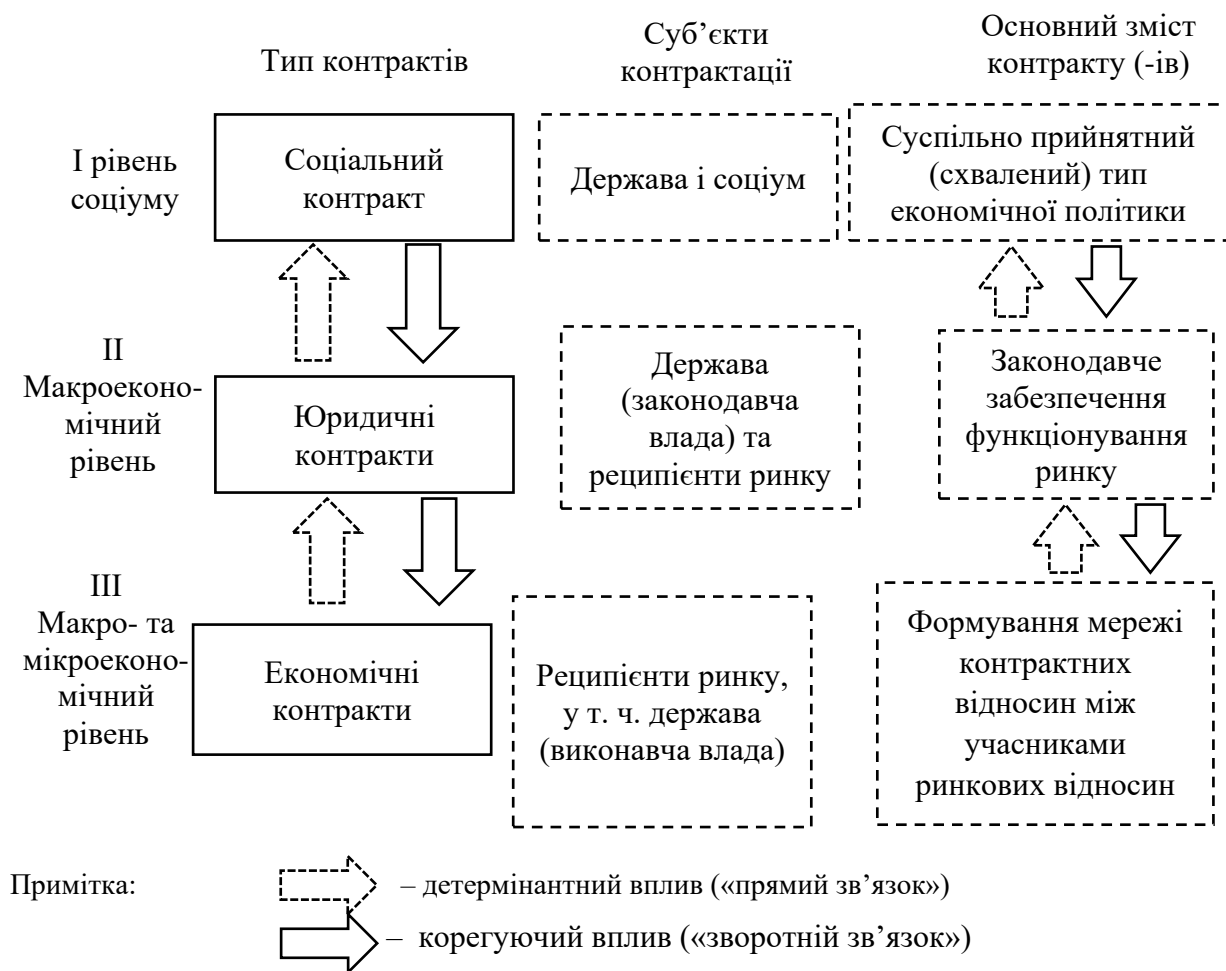 Тип контрактів
Суб’єкти
контрактації
Основний зміст
контракту (-ів)
І рівень
соціуму
Соціальний
контракт
Держава і соціум
Суспільно прийнятний
(схвалений) тип
економічної політики
ІІ
Макроеконо-
мічний
рівень
Юридичні
контракти
Держава
(законодавча
влада) та
реципієнти ринку
Законодавче
забезпечення
функціонування
ринку
ІІІ
Макро- та
мікроеконо-
мічний
рівень
Економічні
контракти
Реципієнти ринку,
у т. ч. держава
(виконавча влада)
Формування мережі
контрактних
відносин між
учасниками
ринкових відносин
Примітка:
– детермінантний вплив («прямий зв’язок»)
– корегуючий вплив («зворотній зв’язок»)